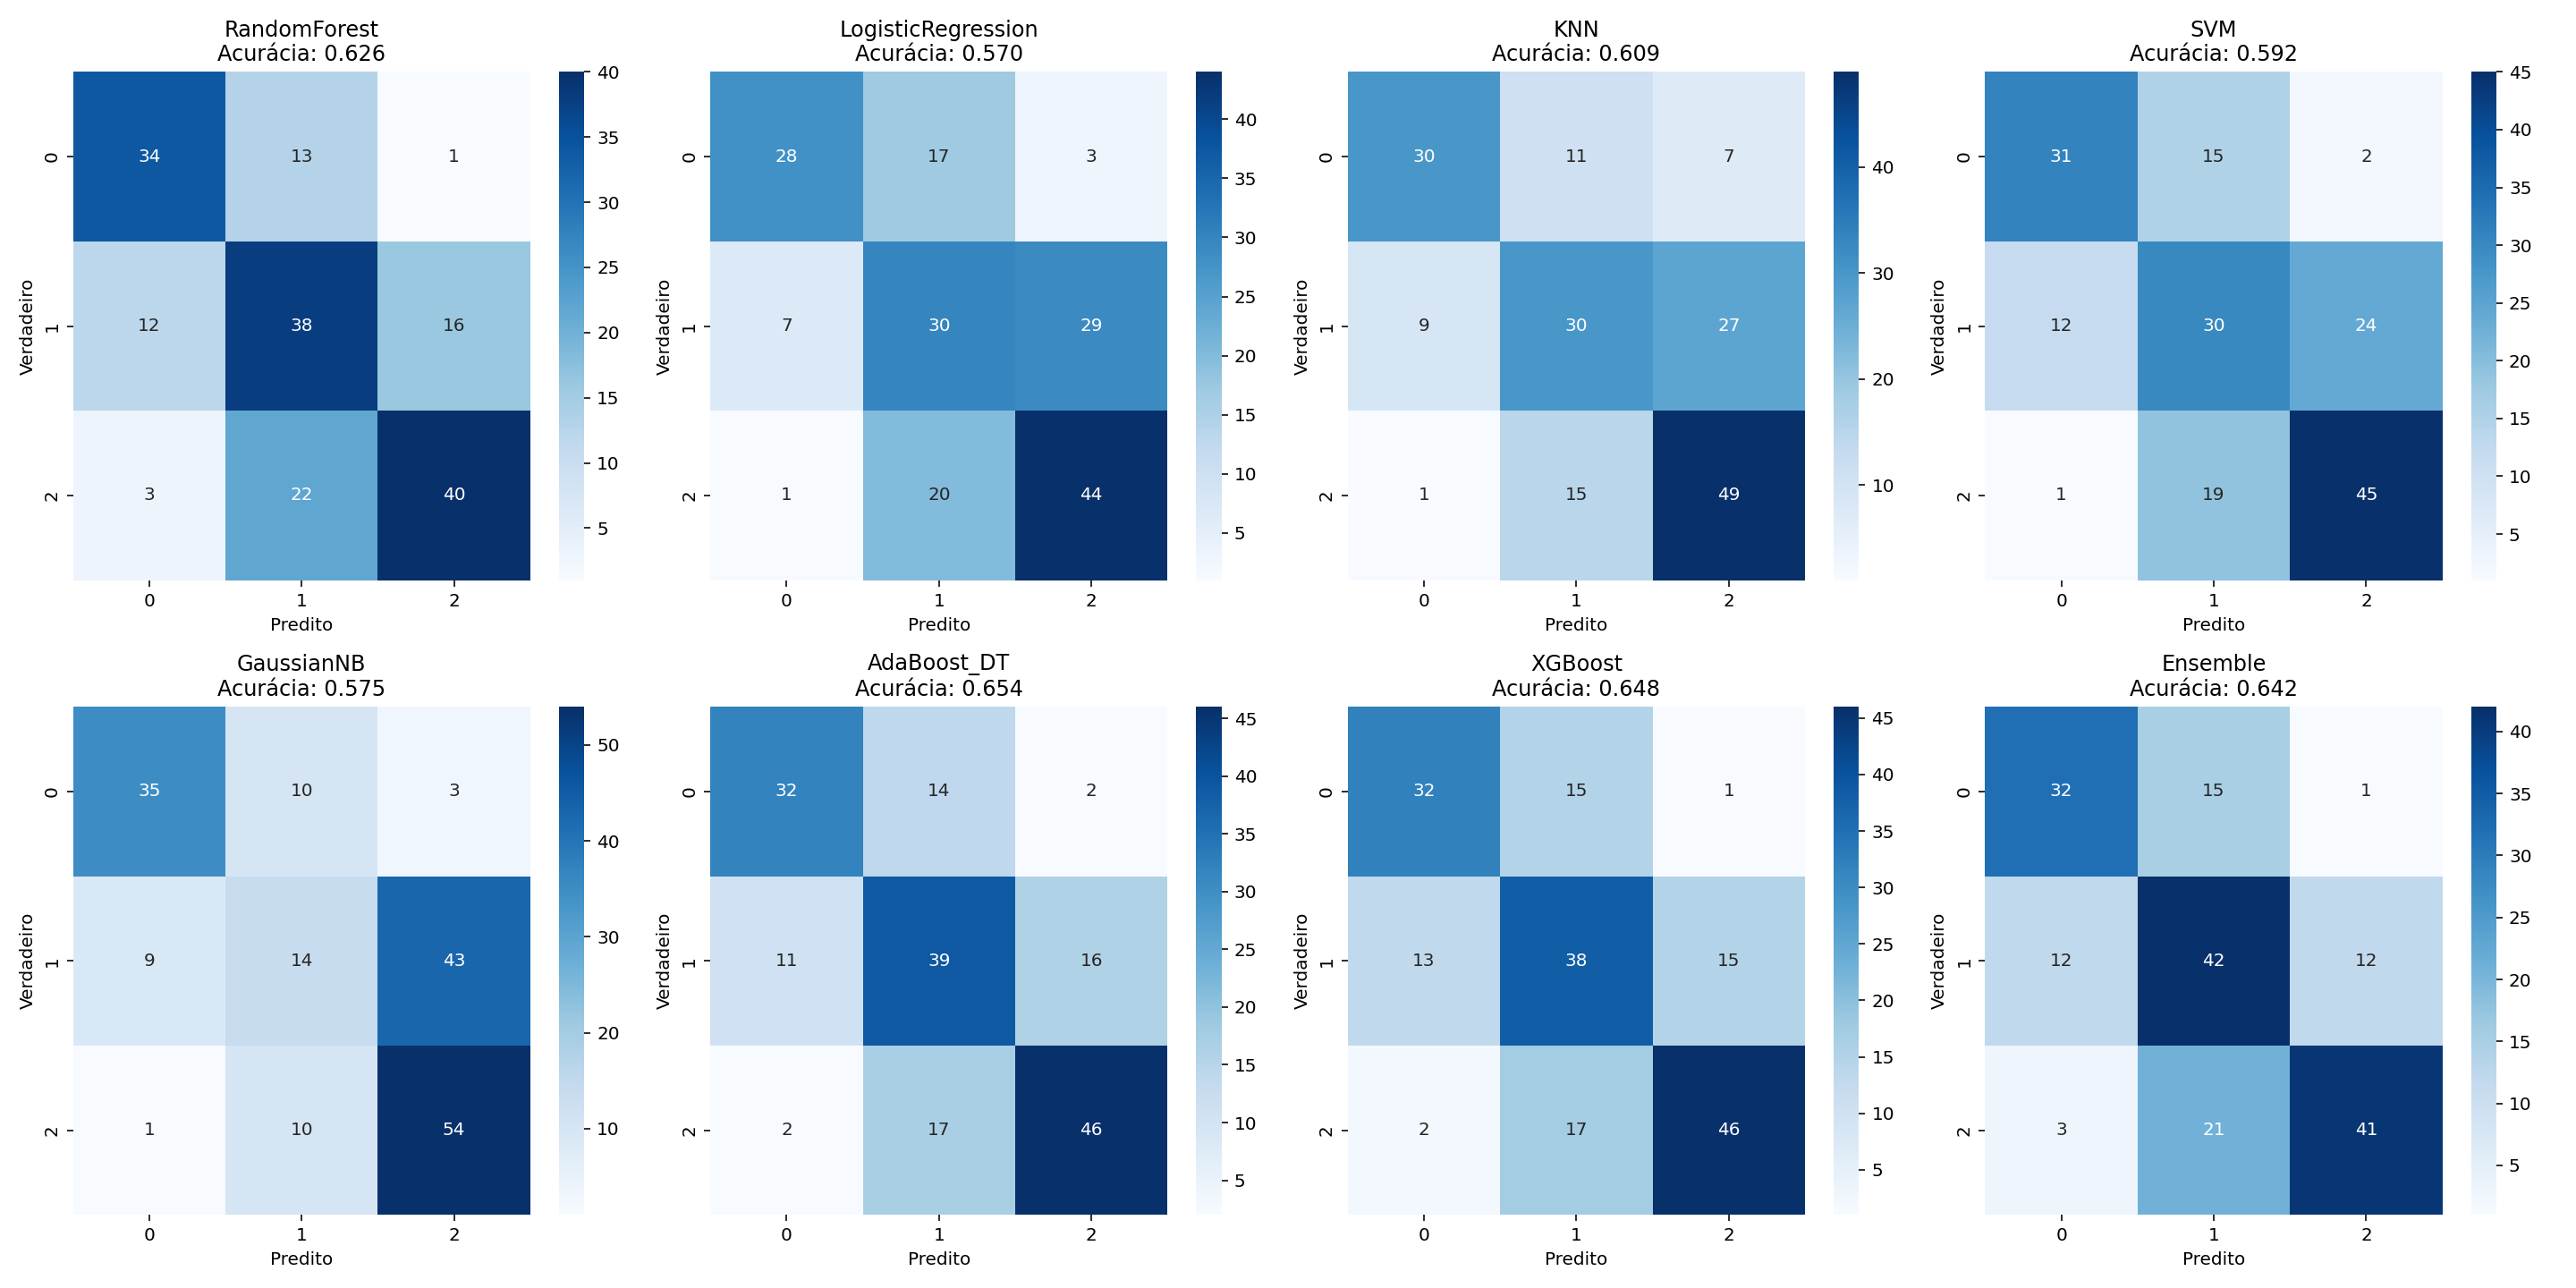 RandomForest
Acurácia: 0.626
0 34 13 1
1 12 38 16
2 3 22 40
0 1 2
Predito
Verdadeiro
40
35
30
25
20
15
10
5
LogisticRegression
Acurácia: 0.570
0 28 17 3
1 7 30 29
2 1 20 44
0 1 2
Predito
Verdadeiro
40
35
30
25
20
15
10
5
KNN
Acurácia: 0.609
0 30 11 7
1 9 30 27
2 1 15 49
0 1 2
Predito
Verdadeiro
40
30
20
10
SVM
Acurácia: 0.592
0 31 15 2
1 12 30 24
2 1 19 45
0 1 2
Predito
Verdadeiro
45
40
35
30
25
20
15
10
5
GaussianNB
Acurácia: 0.575
0 35 10 3
1 9 14 43
2 1 10 54
0 1 2
Predito
Verdadeiro
50
40
30
20
10
AdaBoost_DT
Acurácia: 0.654
0 32 14 2
1 11 39 16
2 2 17 46
0 1 2
Predito
Verdadeiro
45
40
35
30
25
20
15
10
5
XGBoost
Acurácia: 0.648
0 32 15 1
1 13 38 15
2 2 17 46
0 1 2
Predito
Verdadeiro
45
40
35
30
25
20
15
10
5
Ensemble
Acurácia: 0.642
0 32 15 1
1 12 42 12
2 3 21 41
0 1 2
Predito
Verdadeiro
40
35
30
25
20
15
10
5